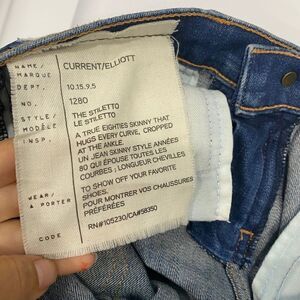 NAME/ CURRENT/ELLIOTT
MARQUE
DEPT. 10.15.9.5
NO. 1280
STYLE/ THE STILETTO
MODÈLE LE STILETTO
INSP. A TRUE EIGHTIES SKINNY THAT
HUGS EVERY CURVE, CROPPED
AT THE ANKLE.
UN JEAN SKINNY STYLE ANNÉES
80 QUI ÉPOUSE TOUTES LES
COURBES ; LONGUEUR CHEVILLES
WEAR/ TO SHOW OFF YOUR FAVORITE
À PORTER SHOES.
POUR MONTRER VOS CHAUSSURES
PRÉFÉRÉES
CODE RN#105230/CA#58350